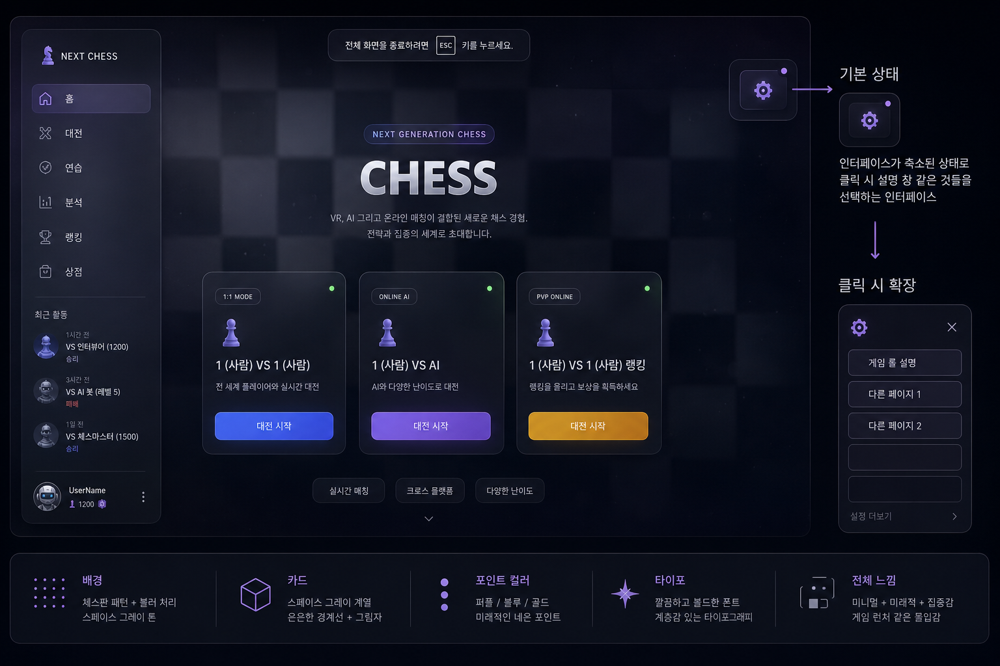 NEXT CHESS
홈
대전
연습
분석
랭킹
상점
최근 할동
1시간 전
VS 인터뷰어 (1200)
승리
3시간 전
VS AI 봇 (레벨 5)
패배
1일 전
VS 체스마스터 (1500)
승리
UserName
1200
전체 화면을 종료하려면 ESC 키를 누르세요.
NEXT GENERATION CHESS
CHESS
VR, AI 그리고 온라인 매칭이 결합된 새로운 채스 경험.
전략과 집중의 세계로 초대합니다.
1:1 MODE
1 (사람) VS 1 (사람)
전 세계 플레이어와 실시간 대전
대전 시작
ONLINE AI
1 (사람) VS AI
AI와 다양한 난이도로 대전
대전 시작
PVP ONLINE
1 (사람) VS 1 (사람) 랭킹
랭킹을 올리고 보상을 획득하세요
대전 시작
실시간 매칭
크로스 플랫폼
다양한 난이도
기본 상태
인터페이스가 축소된 상태로
클릭 시 설명 창 같은 것들을
선택하는 인터페이스
클릭 시 확장
게임 롤 설명
다른 페이지 1
다른 페이지 2
설정 더보기
배경
체스판 패턴 + 블러 처리
스페이스 그레이 톤
카드
스페이스 그레이 계열
은은한 경계선 + 그림자
포인트 컬러
퍼플 / 블루 / 골드
미래적인 네온 포인트
타이포
깔끔하고 볼드한 폰트
계층감 있는 타이포그래피
전체 느낌
미니멀 + 미래적 + 집중감
게임 런처 같은 몰입감